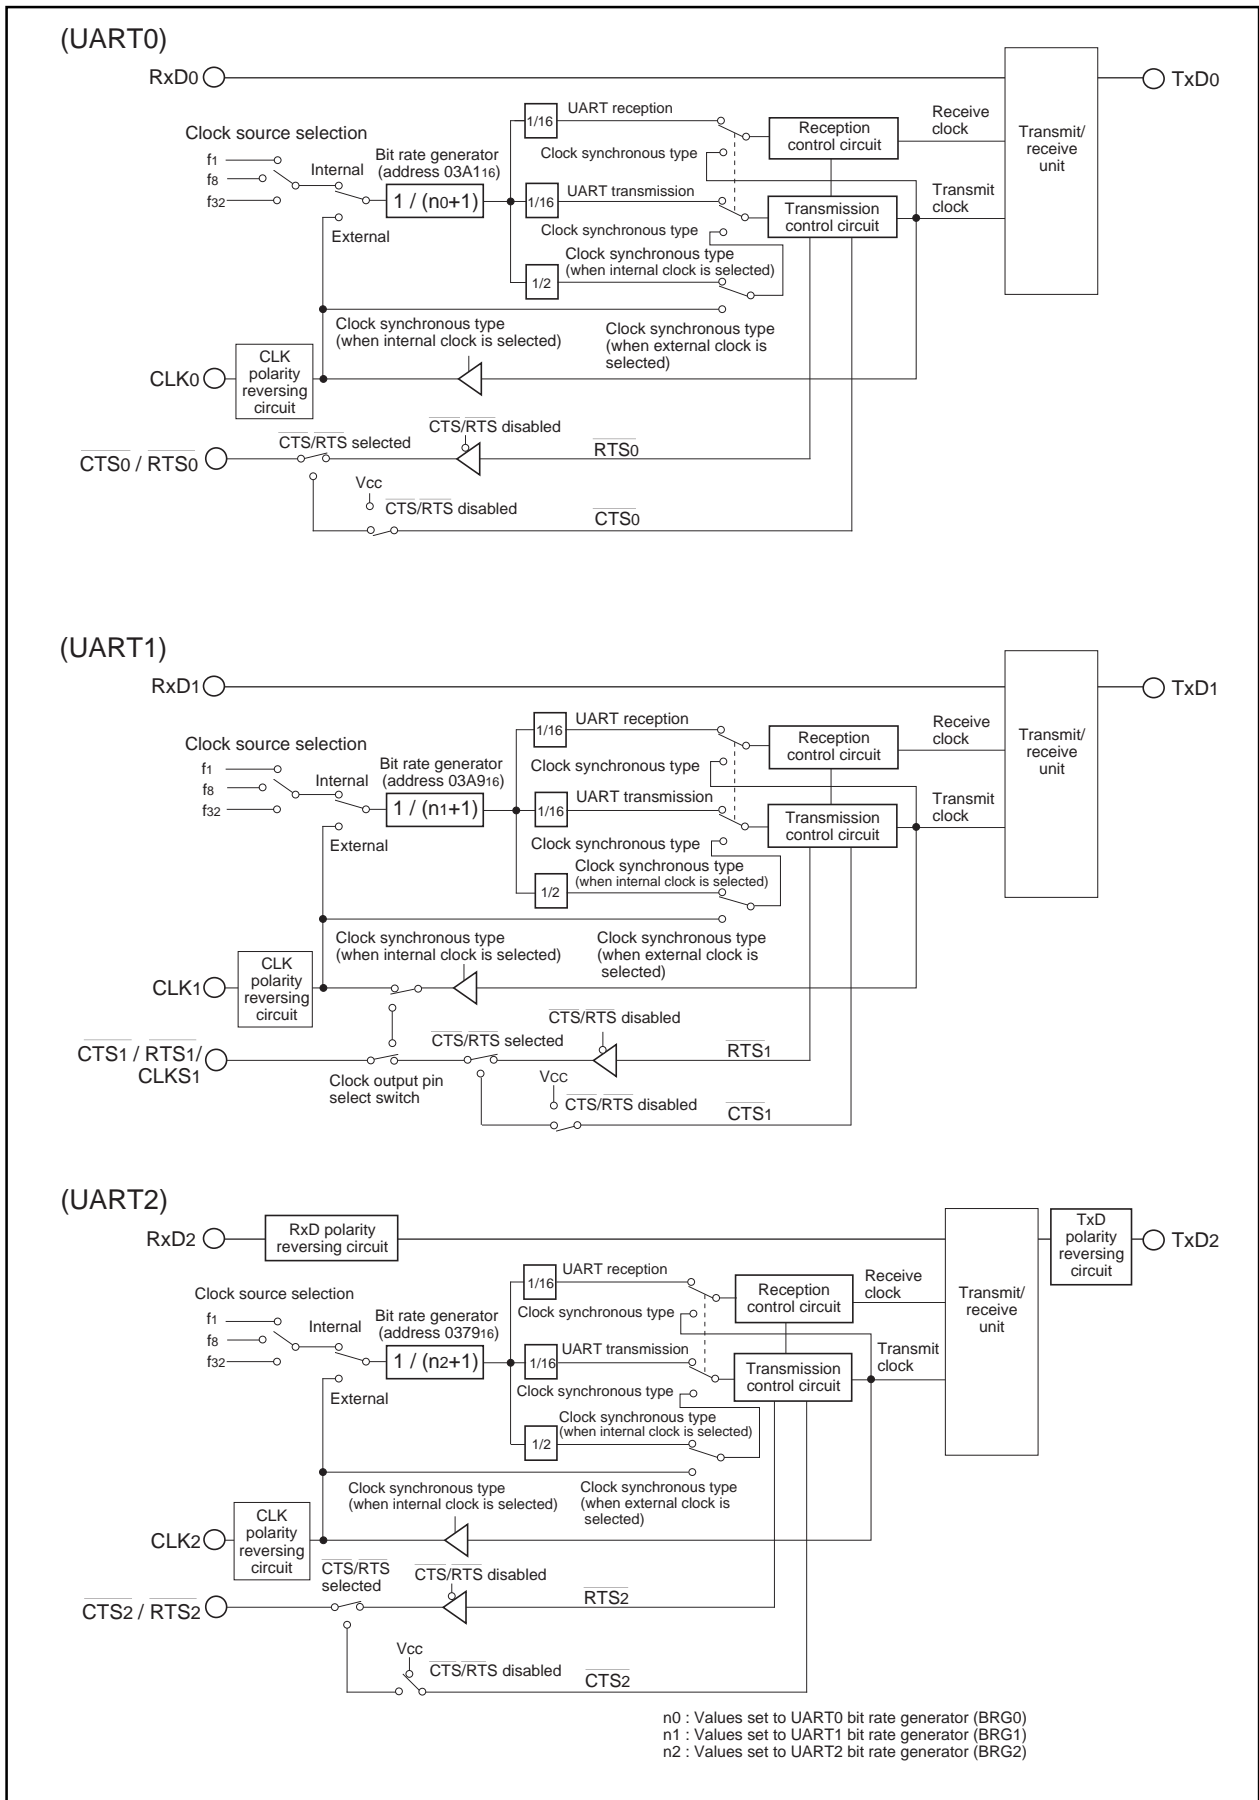 (UART0)
RxD0
TxD0
Clock source selection
f1
f8
f32
Internal
External
Bit rate generator
(address 03A116)
1 / (n0+1)
1/16
UART reception
Clock synchronous type
1/16
UART transmission
Clock synchronous type
Clock synchronous type
(when internal clock is selected)
1/2
Reception
control circuit
Transmission
control circuit
Receive
clock
Transmit
clock
Transmit/
receive
unit
Clock synchronous type
(when internal clock is selected)
Clock synchronous type
(when external clock is
selected)
CLK0
CLK
polarity
reversing
circuit
CTS0 / RTS0
CTS/RTS selected
CTS/RTS disabled
RTS0
Vcc
CTS/RTS disabled
CTS0
(UART1)
RxD1
TxD1
Clock source selection
f1
f8
f32
Internal
External
Bit rate generator
(address 03A916)
1 / (n1+1)
1/16
UART reception
Clock synchronous type
1/16
UART transmission
Clock synchronous type
Clock synchronous type
(when internal clock is selected)
1/2
Reception
control circuit
Transmission
control circuit
Receive
clock
Transmit
clock
Transmit/
receive
unit
Clock synchronous type
(when internal clock is selected)
Clock synchronous type
(when external clock is
selected)
CLK1
CLK
polarity
reversing
circuit
CTS1 / RTS1/
CLKS1
Clock output pin
select switch
CTS/RTS selected
CTS/RTS disabled
RTS1
VCC
CTS/RTS disabled
CTS1
(UART2)
RxD2
RxD polarity
reversing circuit
TxD
polarity
reversing
circuit
TxD2
Clock source selection
f1
f8
f32
Internal
External
Bit rate generator
(address 037916)
1 / (n2+1)
1/16
UART reception
Clock synchronous type
1/16
UART transmission
Clock synchronous type
Clock synchronous type
(when internal clock is selected)
1/2
Reception
control circuit
Transmission
control circuit
Receive
clock
Transmit
clock
Transmit/
receive
unit
Clock synchronous type
(when internal clock is selected)
Clock synchronous type
(when external clock is
selected)
CLK2
CLK
polarity
reversing
circuit
CTS2 / RTS2
CTS/RTS
selected
CTS/RTS disabled
RTS2
Vcc
CTS/RTS disabled
CTS2
n0 : Values set to UART0 bit rate generator (BRG0)
n1 : Values set to UART1 bit rate generator (BRG1)
n2 : Values set to UART2 bit rate generator (BRG2)